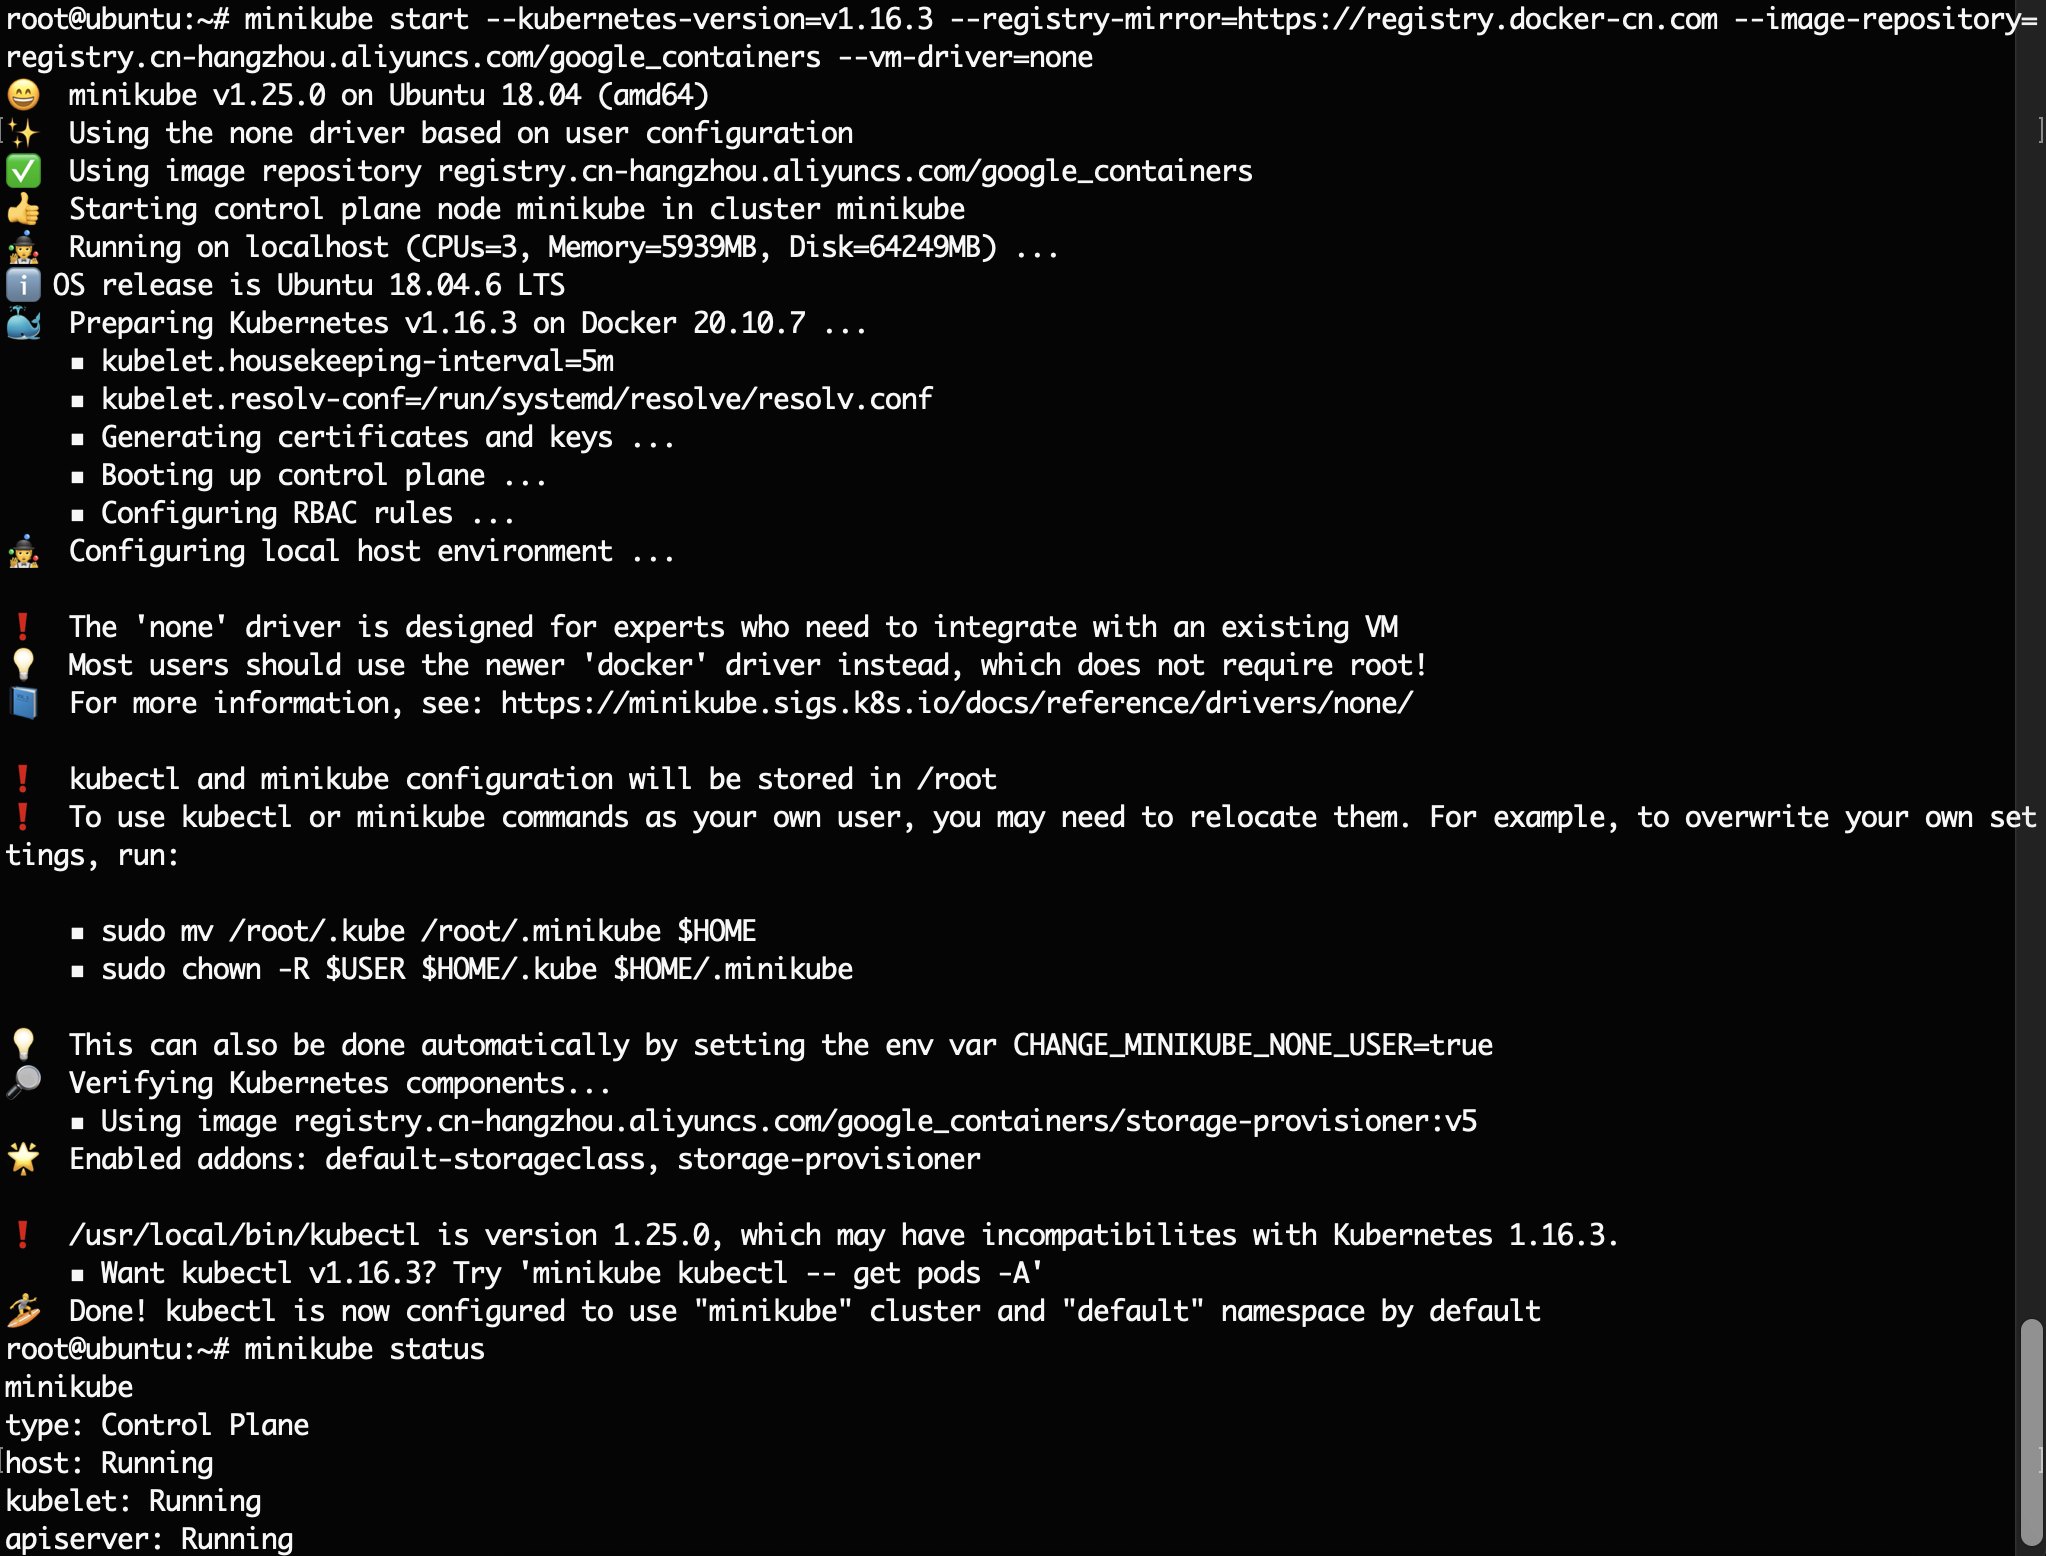 root@ubuntu:~# minikube start --kubernetes-version=v1.16.3 --registry-mirror=https://registry.docker-cn.com --image-repository=
registry.cn-hangzhou.aliyuncs.com/google_containers --vm-driver=none
😄  minikube v1.25.0 on Ubuntu 18.04 (amd64)
✨  Using the none driver based on user configuration
✅  Using image repository registry.cn-hangzhou.aliyuncs.com/google_containers
👍  Starting control plane node minikube in cluster minikube
🤹  Running on localhost (CPUs=3, Memory=5939MB, Disk=64249MB) ...
ℹ️ OS release is Ubuntu 18.04.6 LTS
🐳  Preparing Kubernetes v1.16.3 on Docker 20.10.7 ...
    ▪ kubelet.housekeeping-interval=5m
    ▪ kubelet.resolv-conf=/run/systemd/resolve/resolv.conf
    ▪ Generating certificates and keys ...
    ▪ Booting up control plane ...
    ▪ Configuring RBAC rules ...
🤹  Configuring local host environment ...
❗  The 'none' driver is designed for experts who need to integrate with an existing VM
💡  Most users should use the newer 'docker' driver instead, which does not require root!
📘  For more information, see: https://minikube.sigs.k8s.io/docs/reference/drivers/none/
❗  kubectl and minikube configuration will be stored in /root
❗  To use kubectl or minikube commands as your own user, you may need to relocate them. For example, to overwrite your own set
tings, run:
    ▪ sudo mv /root/.kube /root/.minikube $HOME
    ▪ sudo chown -R $USER $HOME/.kube $HOME/.minikube
💡  This can also be done automatically by setting the env var CHANGE_MINIKUBE_NONE_USER=true
🔎  Verifying Kubernetes components...
    ▪ Using image registry.cn-hangzhou.aliyuncs.com/google_containers/storage-provisioner:v5
🌟  Enabled addons: default-storageclass, storage-provisioner
❗  /usr/local/bin/kubectl is version 1.25.0, which may have incompatibilites with Kubernetes 1.16.3.
    ▪ Want kubectl v1.16.3? Try 'minikube kubectl -- get pods -A'
🏄  Done! kubectl is now configured to use "minikube" cluster and "default" namespace by default
root@ubuntu:~# minikube status
minikube
type: Control Plane
host: Running
kubelet: Running
apiserver: Running